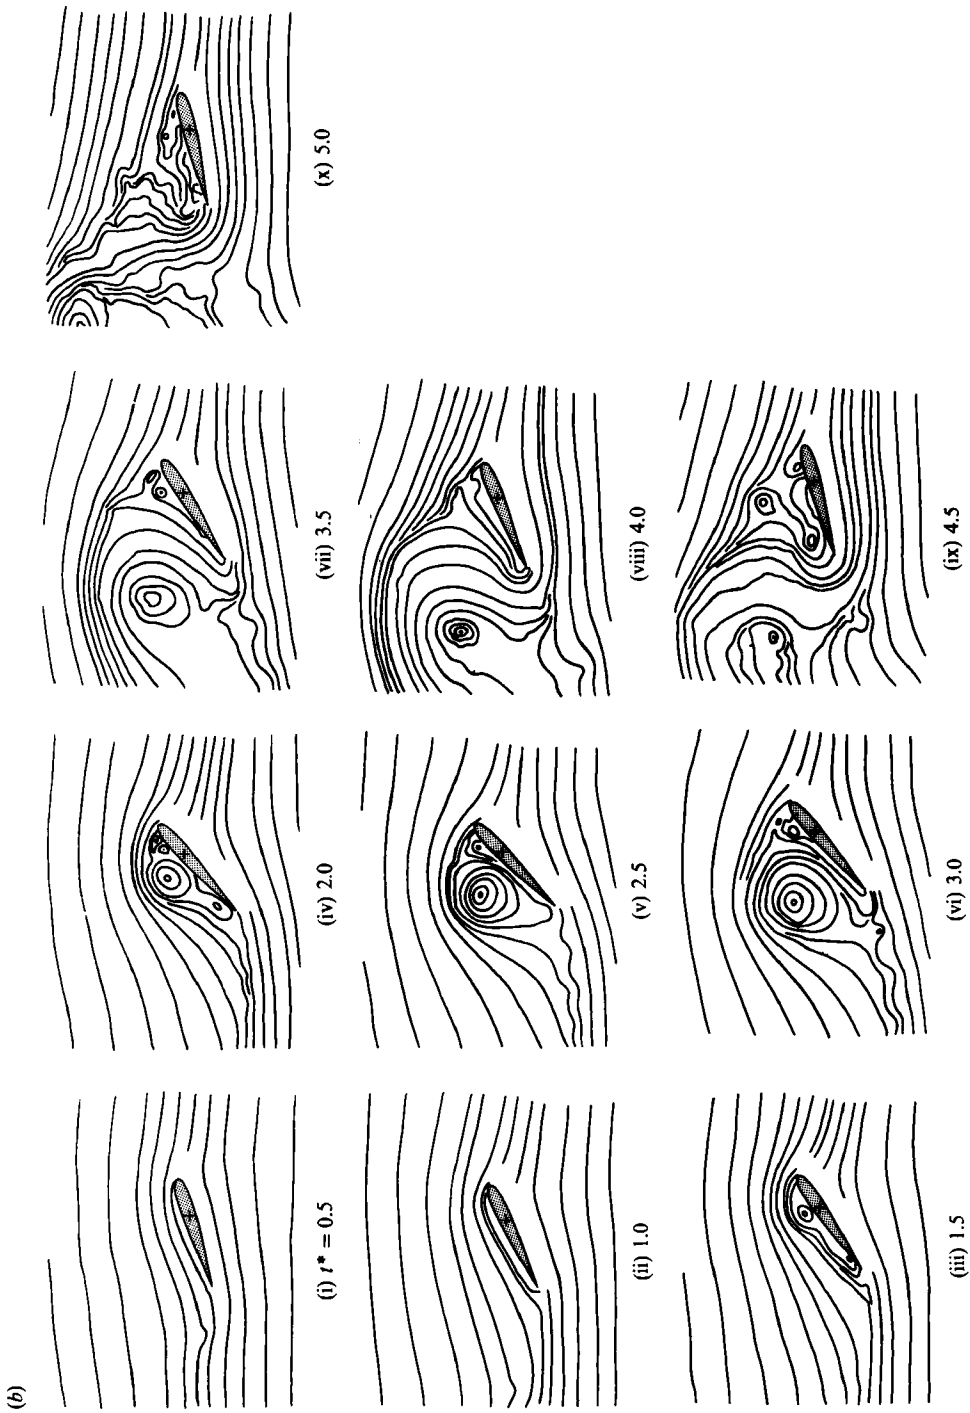 (b)
(i) t* = 0.5
(ii) 1.0
(iii) 1.5
(iv) 2.0
(v) 2.5
(vi) 3.0
(vii) 3.5
(viii) 4.0
(ix) 4.5
(x) 5.0